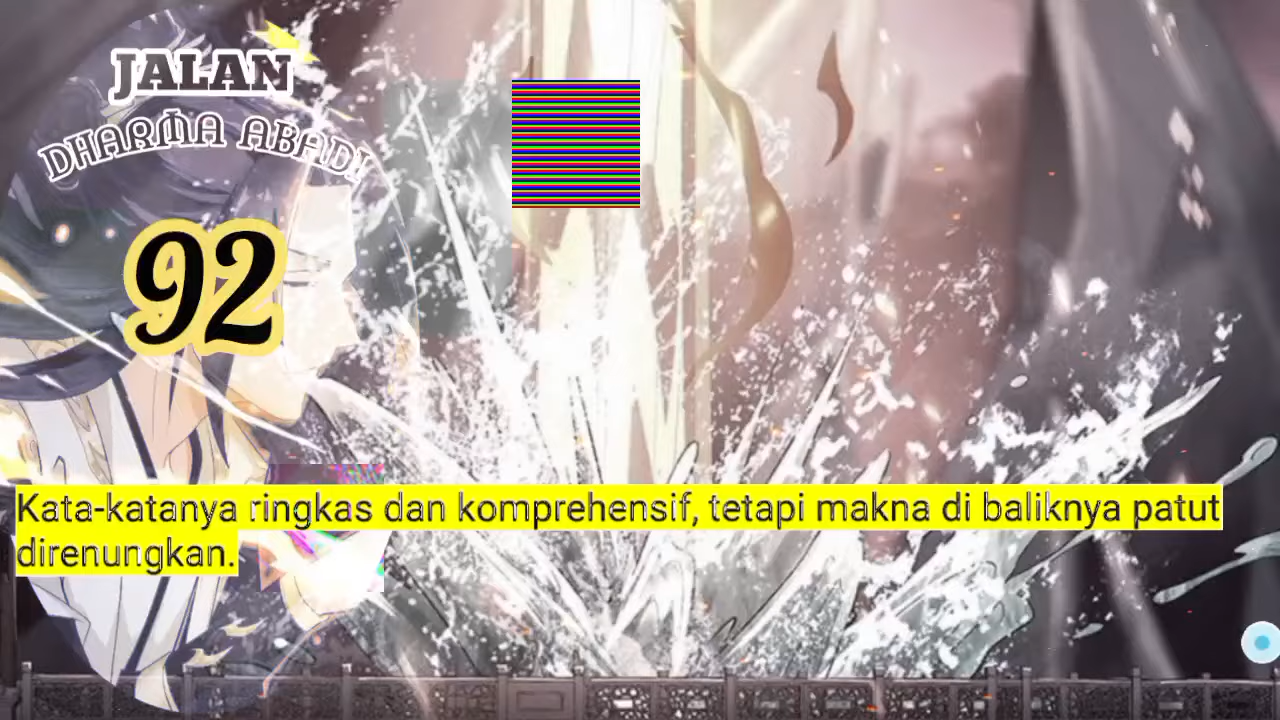 JALAN
DHARMA ABADI
92
Kata-katanya ringkas dan komprehensif, tetapi makna di baliknya patut
direnungkan.